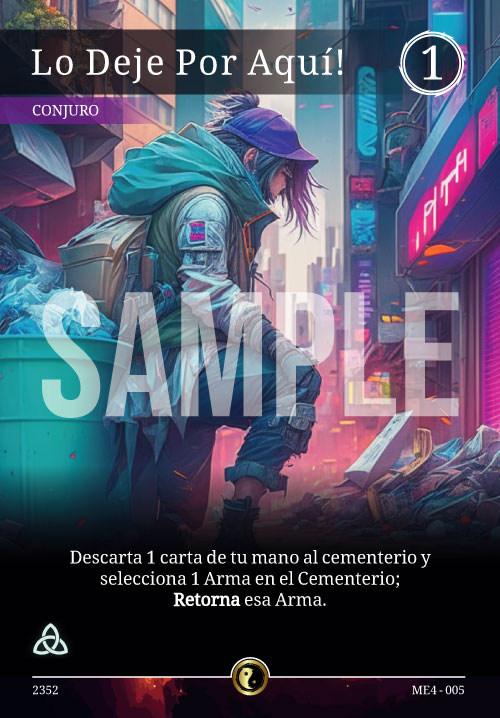 Lo Deje Por Aquí!
1
CONJURO
SAMPLE
Descarta 1 carta de tu mano al cementerio y
selecciona 1 Arma en el Cementerio;
Retorna esa Arma.
2352
ME4 - 005